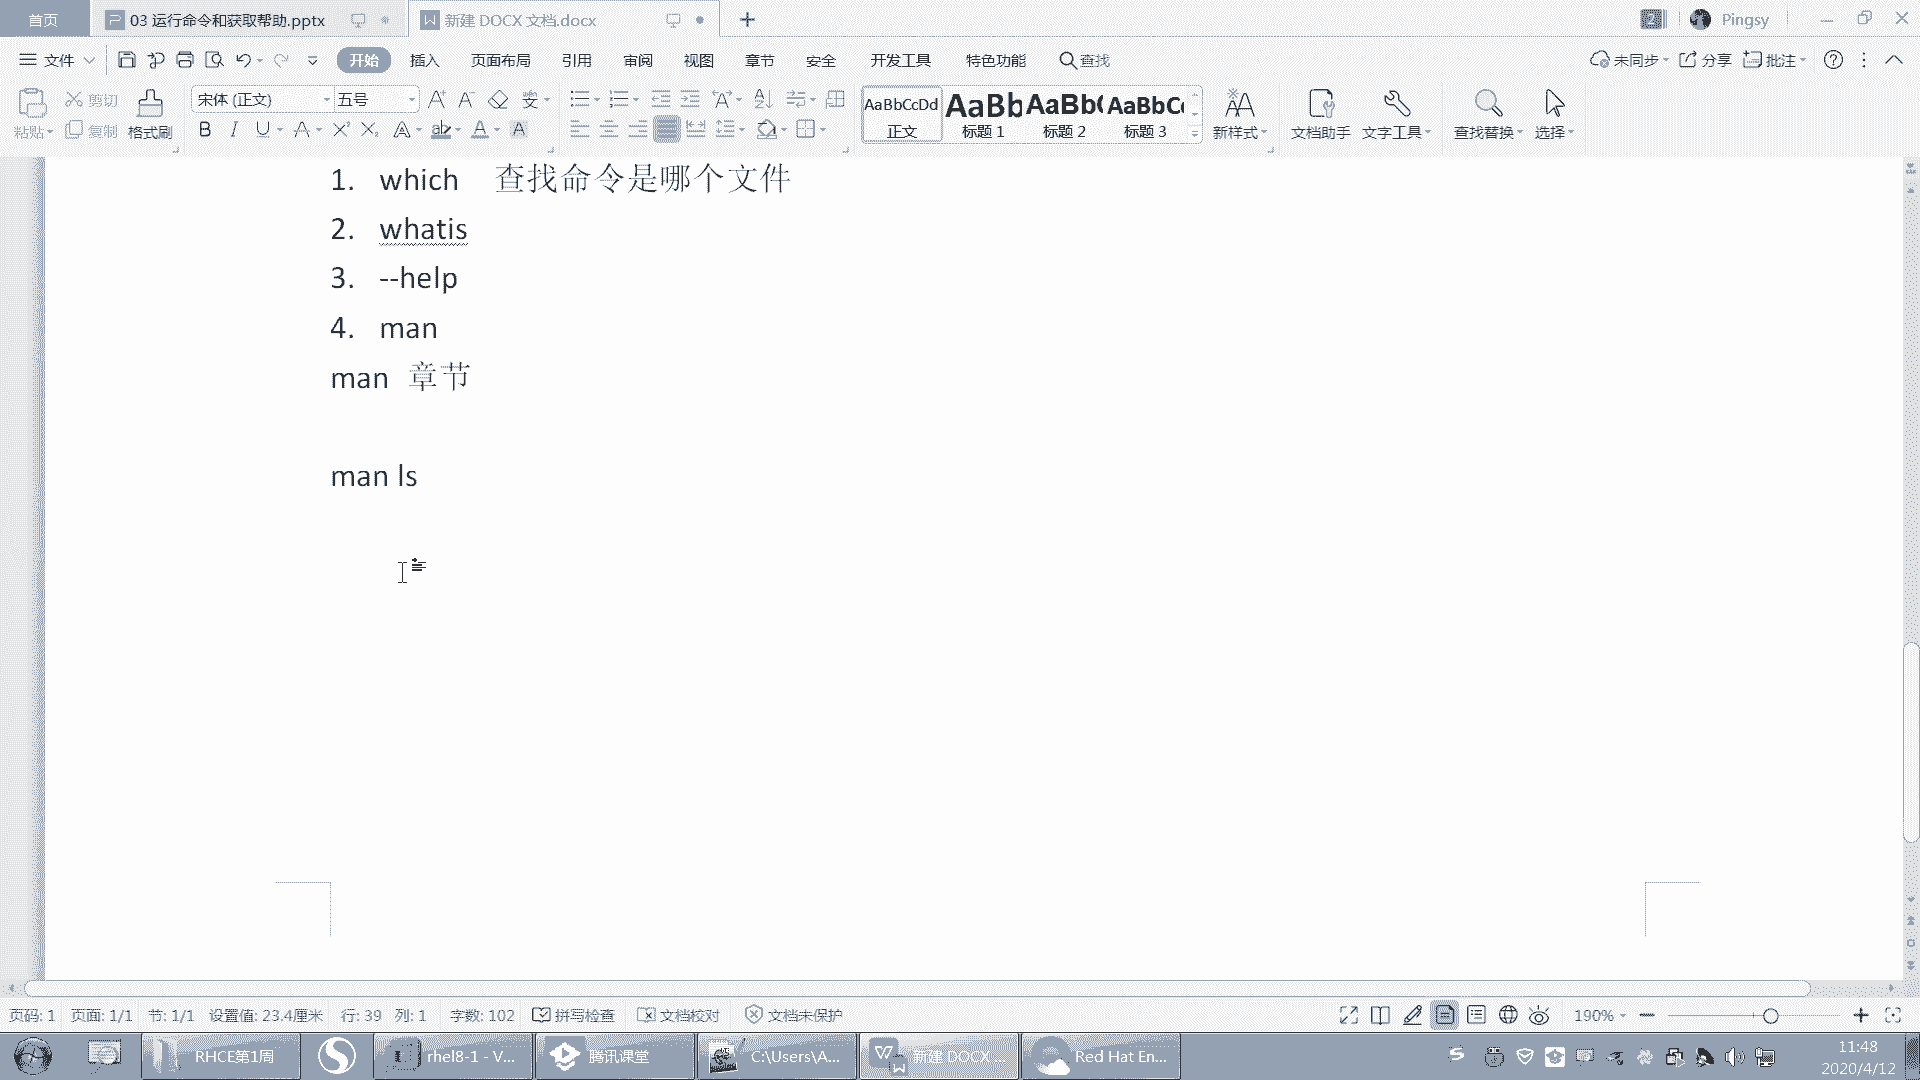 首页 03 运行命令和获取帮助.pptx 新建 DOCX 文档.docx Pingsy
文件 开始 插入 页面布局 引用 审阅 视图 章节 安全 开发工具 特色功能 查找 未同步 分享 批注
粘贴 剪切 复制 格式刷 宋体 (正文) 五号
AaBbCcDd 正文 AaBb 标题 1 AaBb( 标题 2 AaBbC 标题 3 新样式 文档助手 文字工具 查找替换 选择
1. which 查找命令是哪个文件
2. whatis
3. --help
4. man
man 章节
man ls
页码: 1 页面: 1/1 节: 1/1 设置值: 23.4厘米 行: 39 列: 1 字数: 102 拼写检查 文档校对 文档未保护 190%
RHCE第1周 rhel8-1 - V... 腾讯课堂 C:\Users\A... 新建 DOCX ... Red Hat En...
11:48
2020/4/12